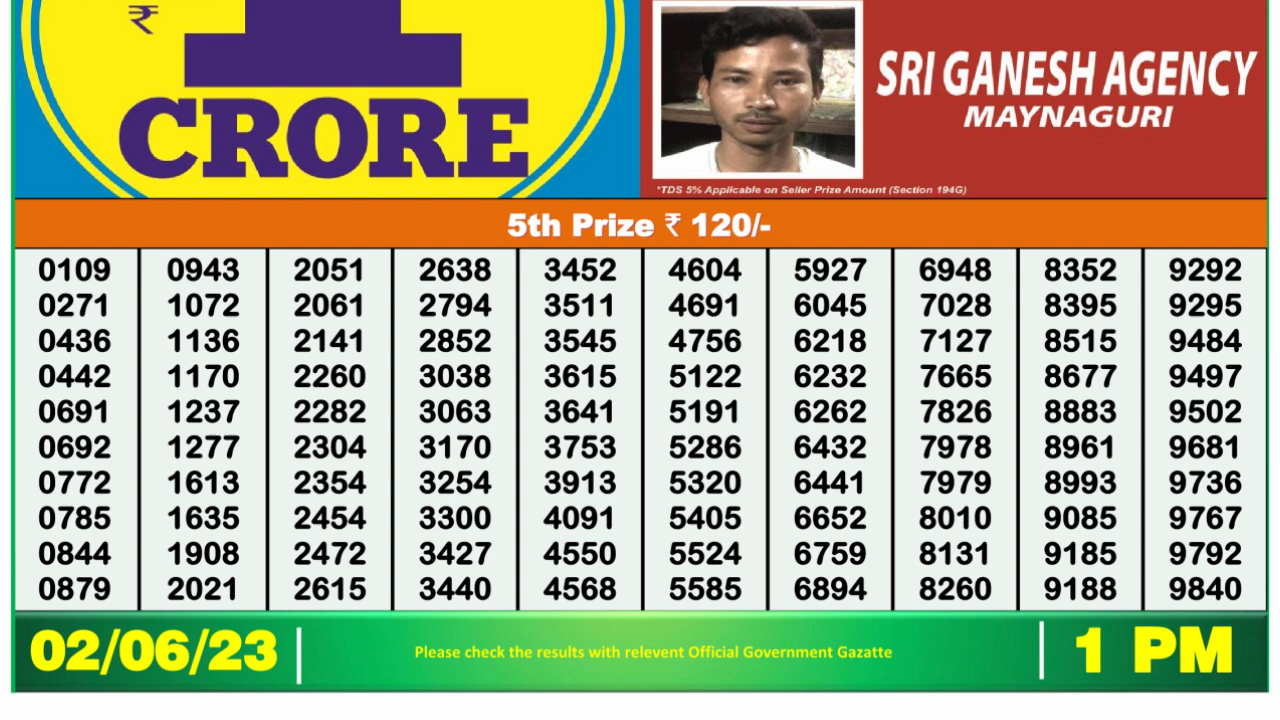 ₹
1
CRORE
SRI GANESH AGENCY
MAYNAGURI
*TDS 5% Applicable on Seller Prize Amount (Section 194G)
5th Prize ₹ 120/-
0109 0943 2051 2638 3452 4604 5927 6948 8352 9292
0271 1072 2061 2794 3511 4691 6045 7028 8395 9295
0436 1136 2141 2852 3545 4756 6218 7127 8515 9484
0442 1170 2260 3038 3615 5122 6232 7665 8677 9497
0691 1237 2282 3063 3641 5191 6262 7826 8883 9502
0692 1277 2304 3170 3753 5286 6432 7978 8961 9681
0772 1613 2354 3254 3913 5320 6441 7979 8993 9736
0785 1635 2454 3300 4091 5405 6652 8010 9085 9767
0844 1908 2472 3427 4550 5524 6759 8131 9185 9792
0879 2021 2615 3440 4568 5585 6894 8260 9188 9840
02/06/23
Please check the results with relevent Official Government Gazatte
1 PM